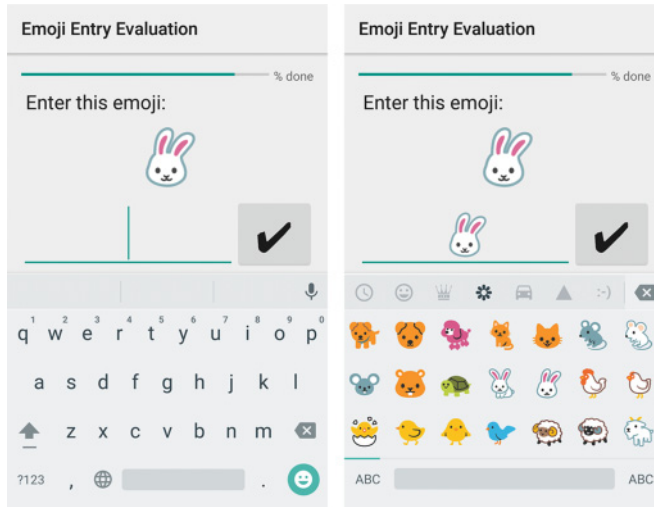 Emoji Entry Evaluation
% done
Enter this emoji:
1 2 3 4 5 6 7 8 9 0
q w e r t y u i o p
a s d f g h j k l
z x c v b n m
?123 , .
Emoji Entry Evaluation
% done
Enter this emoji:
:-)
ABC ABC